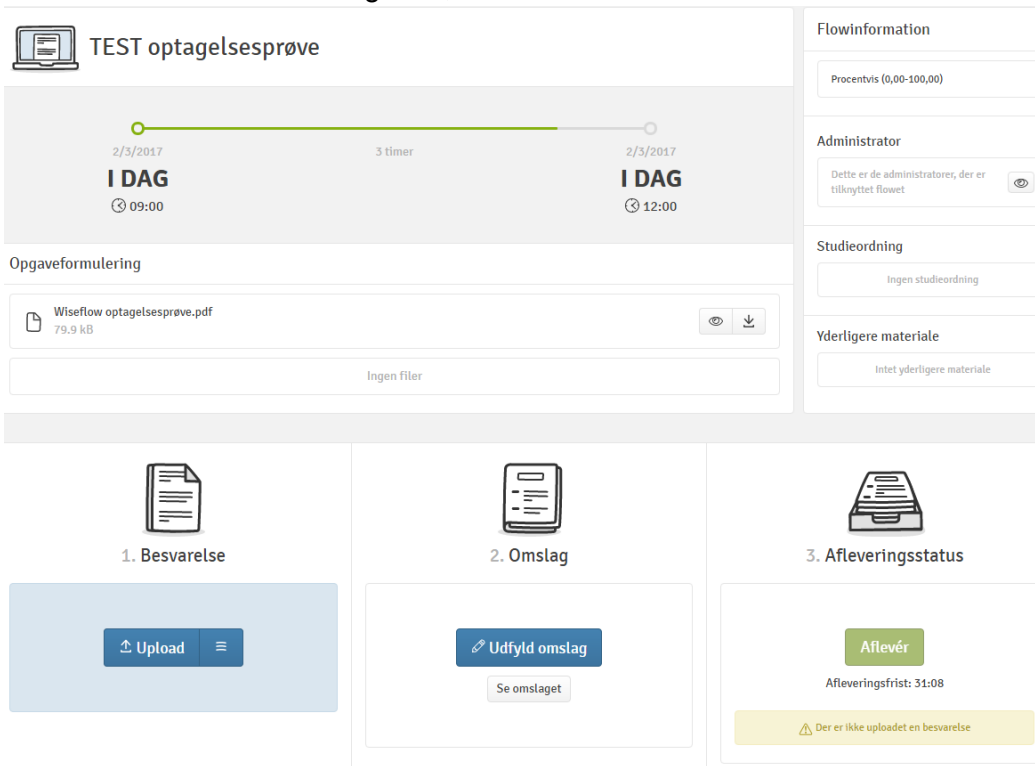 TEST optagelsesprøve
2/3/2017
3 timer
2/3/2017
I DAG
I DAG
09:00
12:00
Opgaveformulering
Wiseflow optagelsesprøve.pdf
79.9 kB
Ingen filer
Flowinformation
Procentvis (0,00-100,00)
Administrator
Dette er de administratorer, der er
tilknyttet flowet
Studieordning
Ingen studieordning
Yderligere materiale
Intet yderligere materiale
1. Besvarelse
Upload
2. Omslag
Udfyld omslag
Se omslaget
3. Afleveringsstatus
Aflevér
Afleveringsfrist: 31:08
Der er ikke uploadet en besvarelse